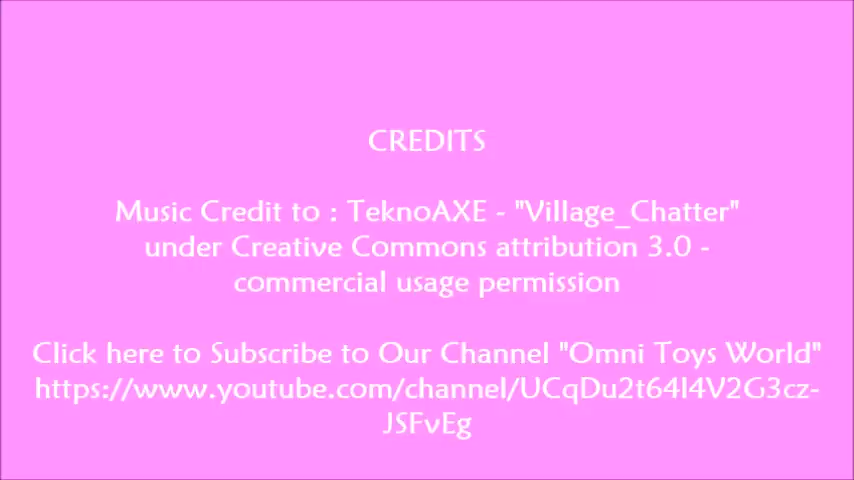 CREDITS
Music Credit to : TeknoAXE - "Village_Chatter"
under Creative Commons attribution 3.0 -
commercial usage permission
Click here to Subscribe to Our Channel "Omni Toys World"
https://www.youtube.com/channel/UCqDu2t64I4V2G3cz-
JSFvEg